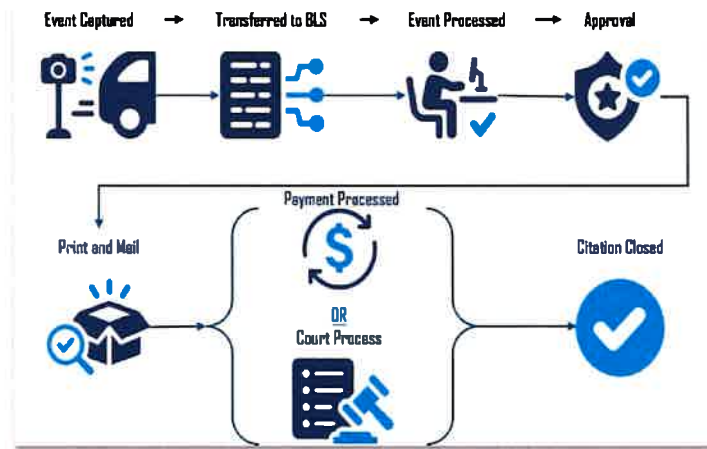 Event Captured → Transferred to BLS → Event Processed → Approval
Print and Mail
Payment Processed
$
OR
Court Process
Citation Closed